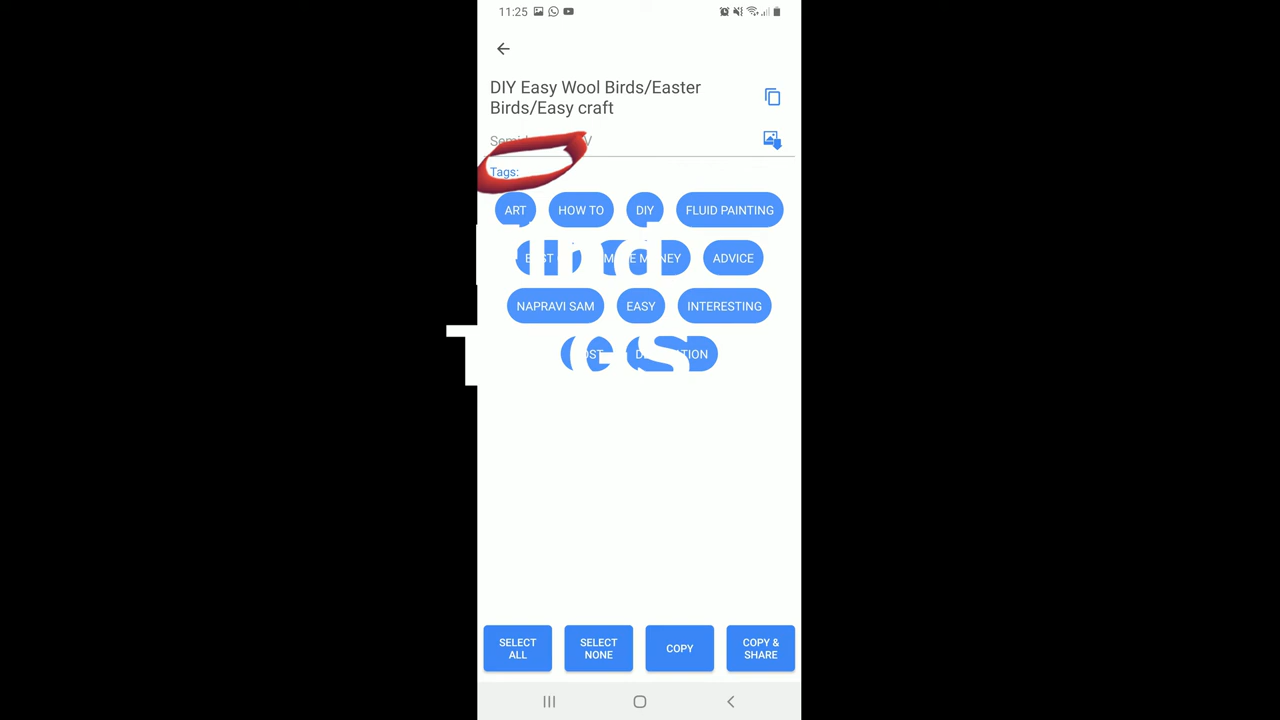 11:25
DIY Easy Wool Birds/Easter
Birds/Easy craft
Tags:
ART HOW TO DIY FLUID PAINTING
ADVICE
NAPRAVI SAM EASY INTERESTING
Find
SELECT ALL
SELECT NONE
COPY
COPY & SHARE